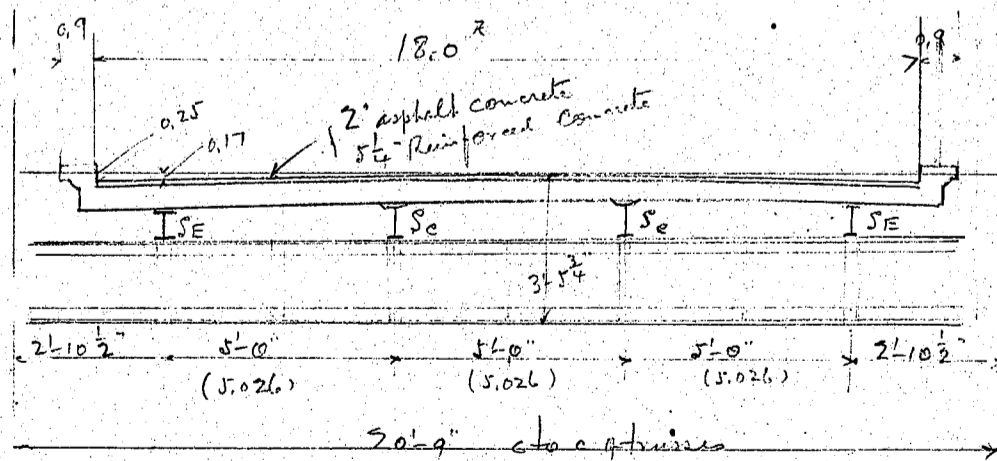 0,9
18.0
0,9
2" asphalt concrete
5 1/4" Reinforced Concrete
0,25
0,17
SE
Sc
Sc
SE
3'-5 3/4"
2'-10 1/2"
5'-0"
5'-0"
5'-0"
2'-10 1/2"
(5.026)
(5.026)
(5.026)
20'-9" c to c of trusses